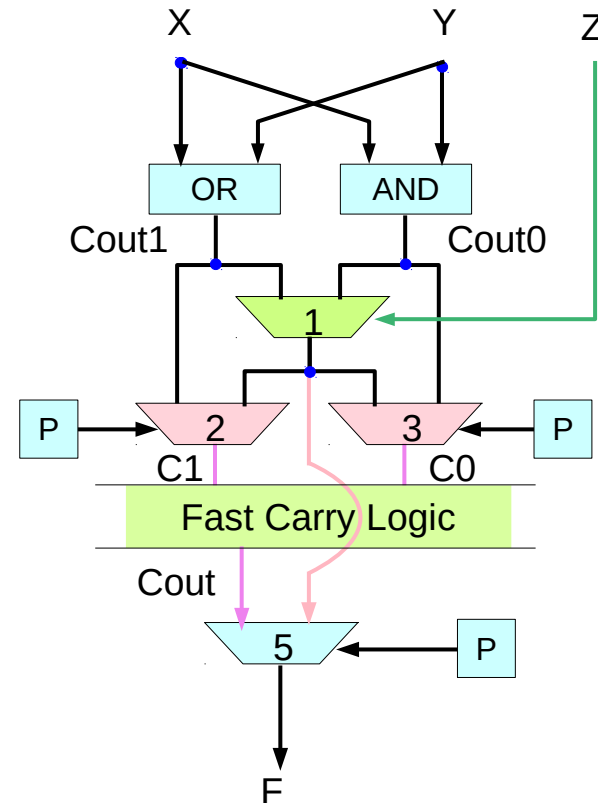 X Y Z
OR AND
Cout1 Cout0
1
P 2 3 P
C1 C0
Fast Carry Logic
Cout
5 P
F